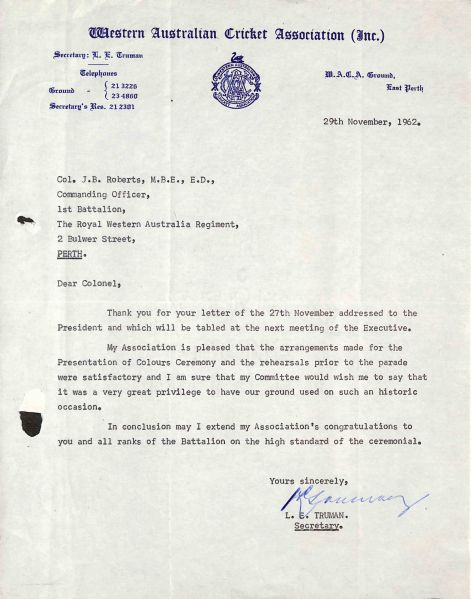 Western Australian Cricket Association (Inc.)
Secretary: L. E. Truman
Telephones
Ground - { 21 3226
{ 23 4860
Secretary's Res. 21 2301
W.A.C.A. Ground,
East Perth
29th November, 1962.
Col. J.B. Roberts, M.B.E., E.D.,
Commanding Officer,
1st Battalion,
The Royal Western Australia Regiment,
2 Bulwer Street,
PERTH.
Dear Colonel,
Thank you for your letter of the 27th November addressed to the
President and which will be tabled at the next meeting of the Executive.
My Association is pleased that the arrangements made for the
Presentation of Colours Ceremony and the rehearsals prior to the parade
were satisfactory and I am sure that my Committee would wish me to say that
it was a very great privilege to have our ground used on such an historic
occasion.
In conclusion may I extend my Association's congratulations to
you and all ranks of the Battalion on the high standard of the ceremonial.
Yours sincerely,
L. E. TRUMAN.
Secretary.